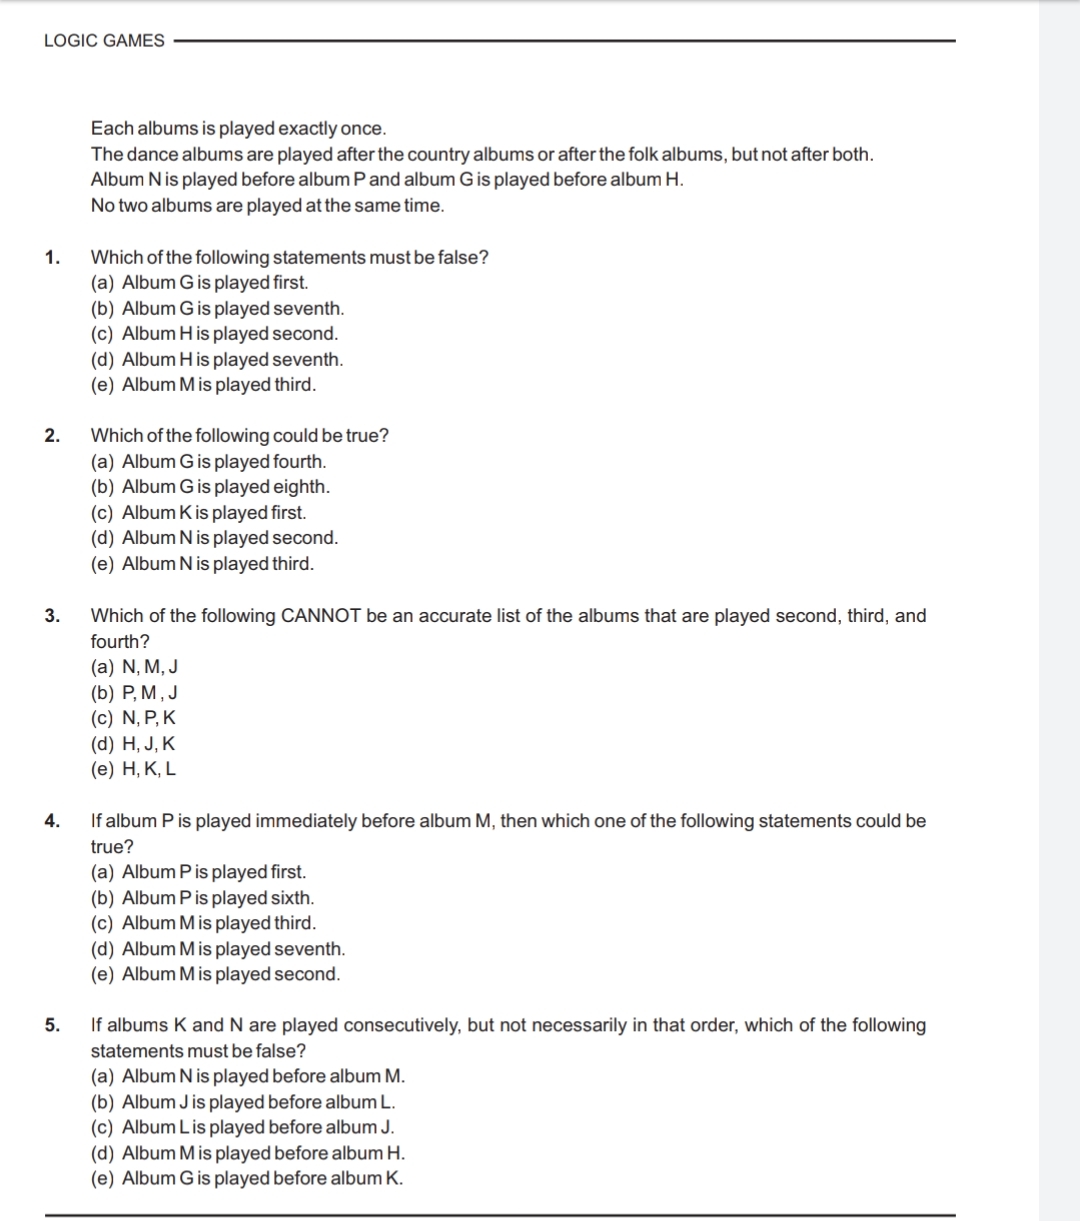 LOGIC GAMES
Each albums is played exactly once.
The dance albums are played after the country albums or after the folk albums, but not after both.
Album N is played before album P and album G is played before album H.
No two albums are played at the same time.
1. Which of the following statements must be false?
(a) Album G is played first.
(b) Album G is played seventh.
(c) Album H is played second.
(d) Album H is played seventh.
(e) Album M is played third.
2. Which of the following could be true?
(a) Album G is played fourth.
(b) Album G is played eighth.
(c) Album K is played first.
(d) Album N is played second.
(e) Album N is played third.
3. Which of the following CANNOT be an accurate list of the albums that are played second, third, and
fourth?
(a) N, M, J
(b) P, M , J
(c) N, P, K
(d) H, J, K
(e) H, K, L
4. If album P is played immediately before album M, then which one of the following statements could be
true?
(a) Album P is played first.
(b) Album P is played sixth.
(c) Album M is played third.
(d) Album M is played seventh.
(e) Album M is played second.
5. If albums K and N are played consecutively, but not necessarily in that order, which of the following
statements must be false?
(a) Album N is played before album M.
(b) Album J is played before album L.
(c) Album L is played before album J.
(d) Album M is played before album H.
(e) Album G is played before album K.